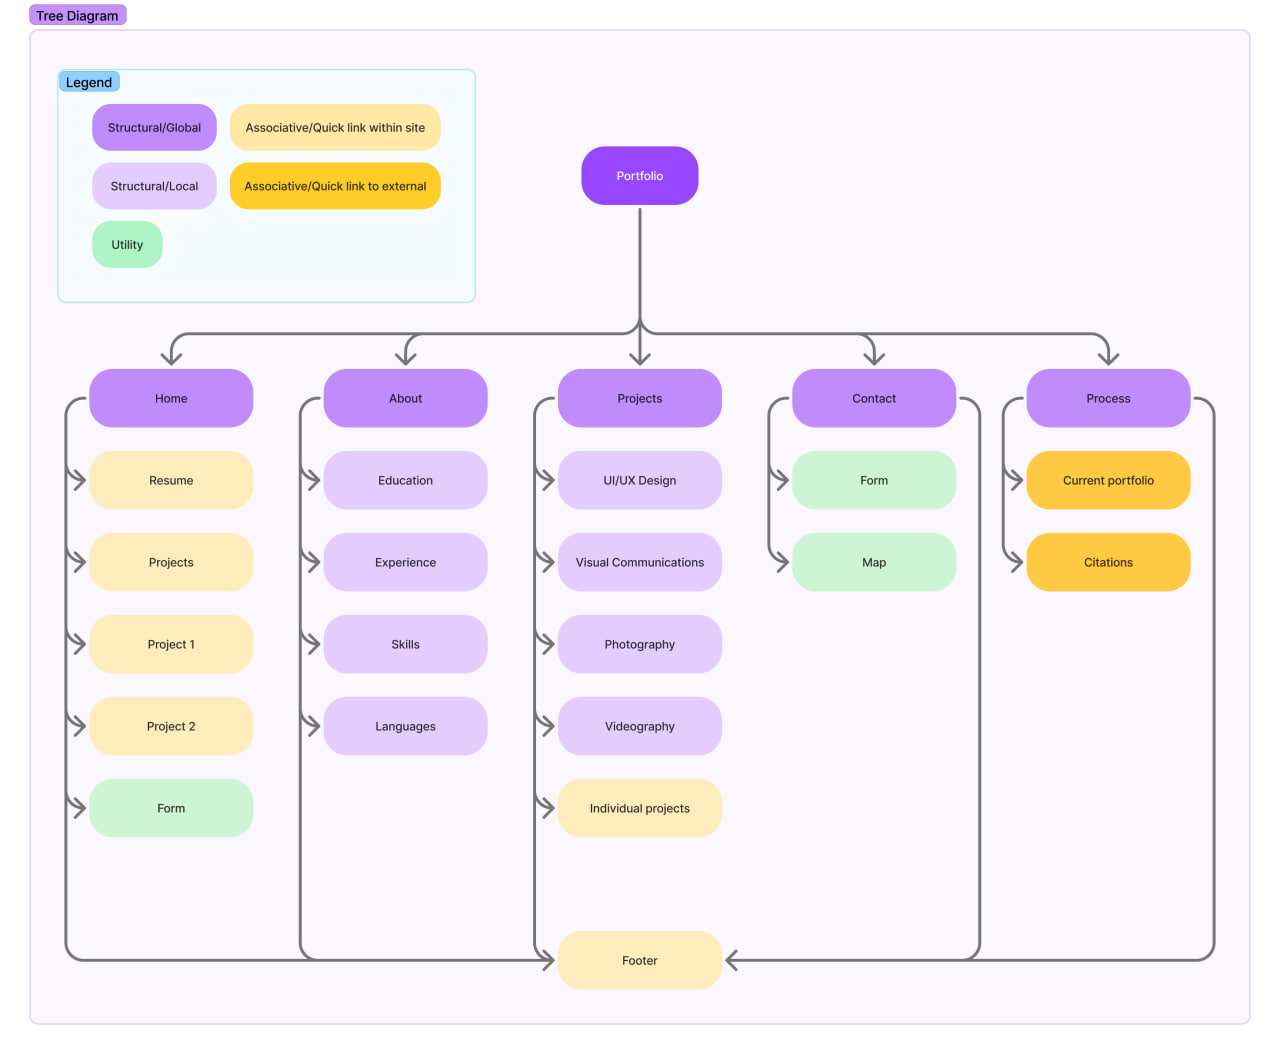 Tree Diagram
Legend
Structural/Global
Associative/Quick link within site
Structural/Local
Associative/Quick link to external
Utility
Portfolio
Home
About
Projects
Contact
Process
Resume
Education
UI/UX Design
Form
Current portfolio
Projects
Experience
Visual Communications
Map
Citations
Project 1
Skills
Photography
Project 2
Languages
Videography
Form
Individual projects
Footer